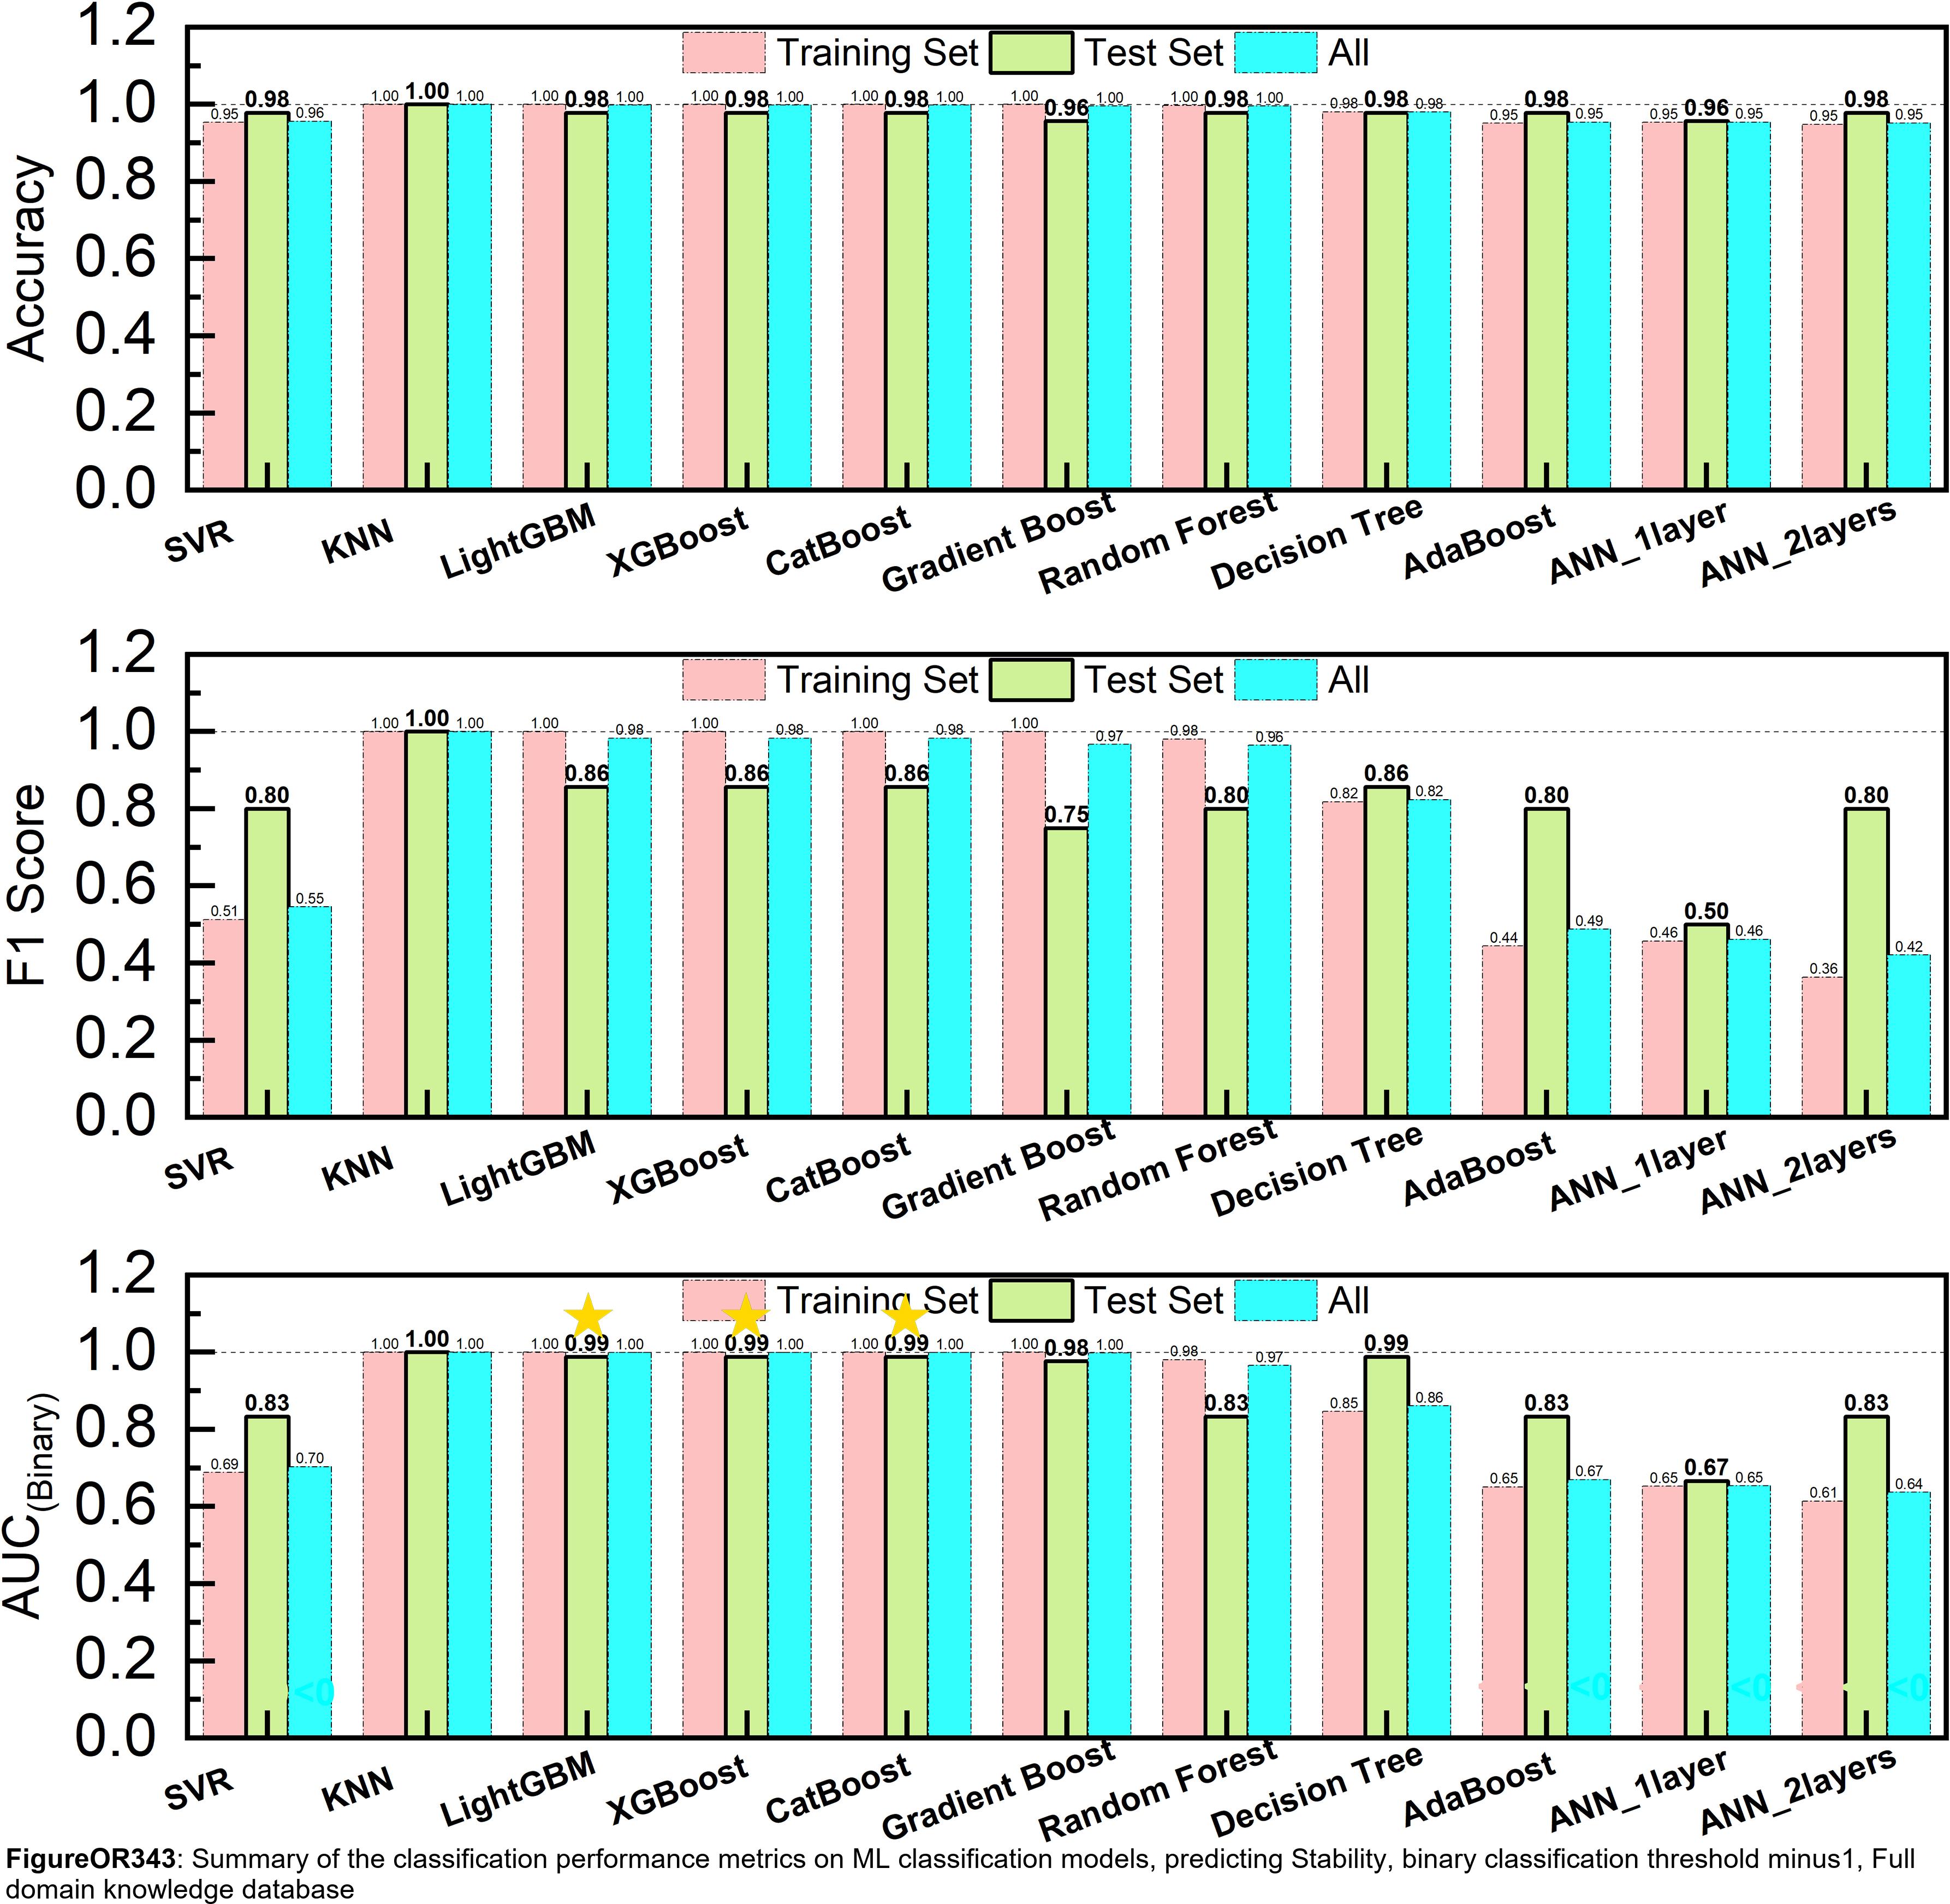 1.2
Training Set Test Set All
1.0
0.95 0.98 0.96 1.00 1.00 1.00 1.00 0.98 1.00 1.00 0.98 1.00 1.00 0.98 1.00 1.00 0.96 1.00 1.00 0.98 1.00 0.98 0.98 0.98 0.95 0.98 0.95 0.95 0.96 0.95 0.95 0.98 0.95
0.8
0.6
0.4
0.2
0.0
Accuracy
SVR KNN LightGBM XGBoost CatBoost Gradient Boost Random Forest Decision Tree AdaBoost ANN_1layer ANN_2layers
1.2
Training Set Test Set All
1.0
0.51 0.80 0.55 1.00 1.00 1.00 1.00 0.86 0.98 1.00 0.86 0.98 1.00 0.86 0.98 1.00 0.75 0.97 0.98 0.80 0.96 0.82 0.86 0.82 0.44 0.80 0.49 0.46 0.50 0.46 0.36 0.80 0.42
0.8
0.6
0.4
0.2
0.0
F1 Score
SVR KNN LightGBM XGBoost CatBoost Gradient Boost Random Forest Decision Tree AdaBoost ANN_1layer ANN_2layers
1.2
Training Set Test Set All
1.0
0.69 0.83 0.70 1.00 1.00 1.00 1.00 0.99 1.00 1.00 0.99 1.00 1.00 0.99 1.00 1.00 0.98 1.00 0.98 0.83 0.97 0.85 0.99 0.86 0.65 0.83 0.67 0.65 0.67 0.65 0.61 0.83 0.64
0.8
0.6
0.4
0.2
<0 <0 <0 <0
0.0
AUC(Binary)
SVR KNN LightGBM XGBoost CatBoost Gradient Boost Random Forest Decision Tree AdaBoost ANN_1layer ANN_2layers
FigureOR343: Summary of the classification performance metrics on ML classification models, predicting Stability, binary classification threshold minus1, Full
domain knowledge database